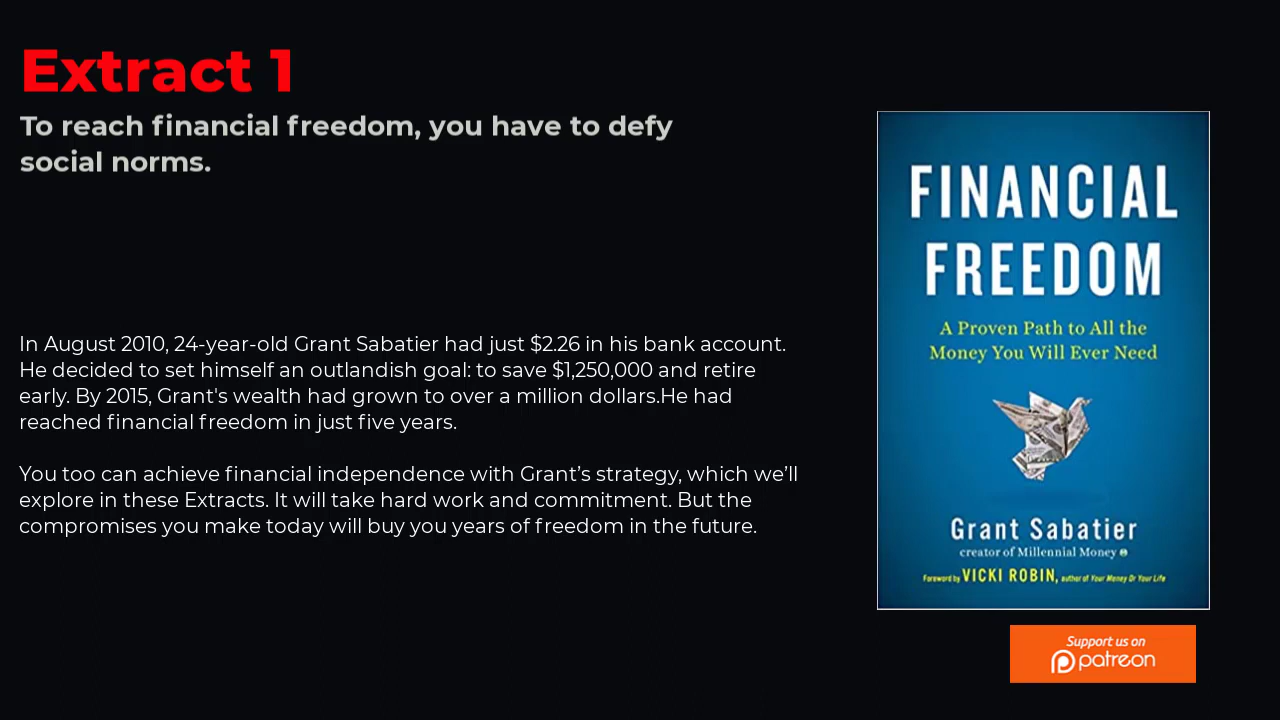 Extract 1
To reach financial freedom, you have to defy
social norms.
In August 2010, 24-year-old Grant Sabatier had just $2.26 in his bank account.
He decided to set himself an outlandish goal: to save $1,250,000 and retire
early. By 2015, Grant's wealth had grown to over a million dollars.He had
reached financial freedom in just five years.
You too can achieve financial independence with Grant’s strategy, which we’ll
explore in these Extracts. It will take hard work and commitment. But the
compromises you make today will buy you years of freedom in the future.
FINANCIAL
FREEDOM
A Proven Path to All the
Money You Will Ever Need
Grant Sabatier
creator of Millennial Money
Foreword by VICKI ROBIN, author of Your Money Or Your Life
Support us on
patreon